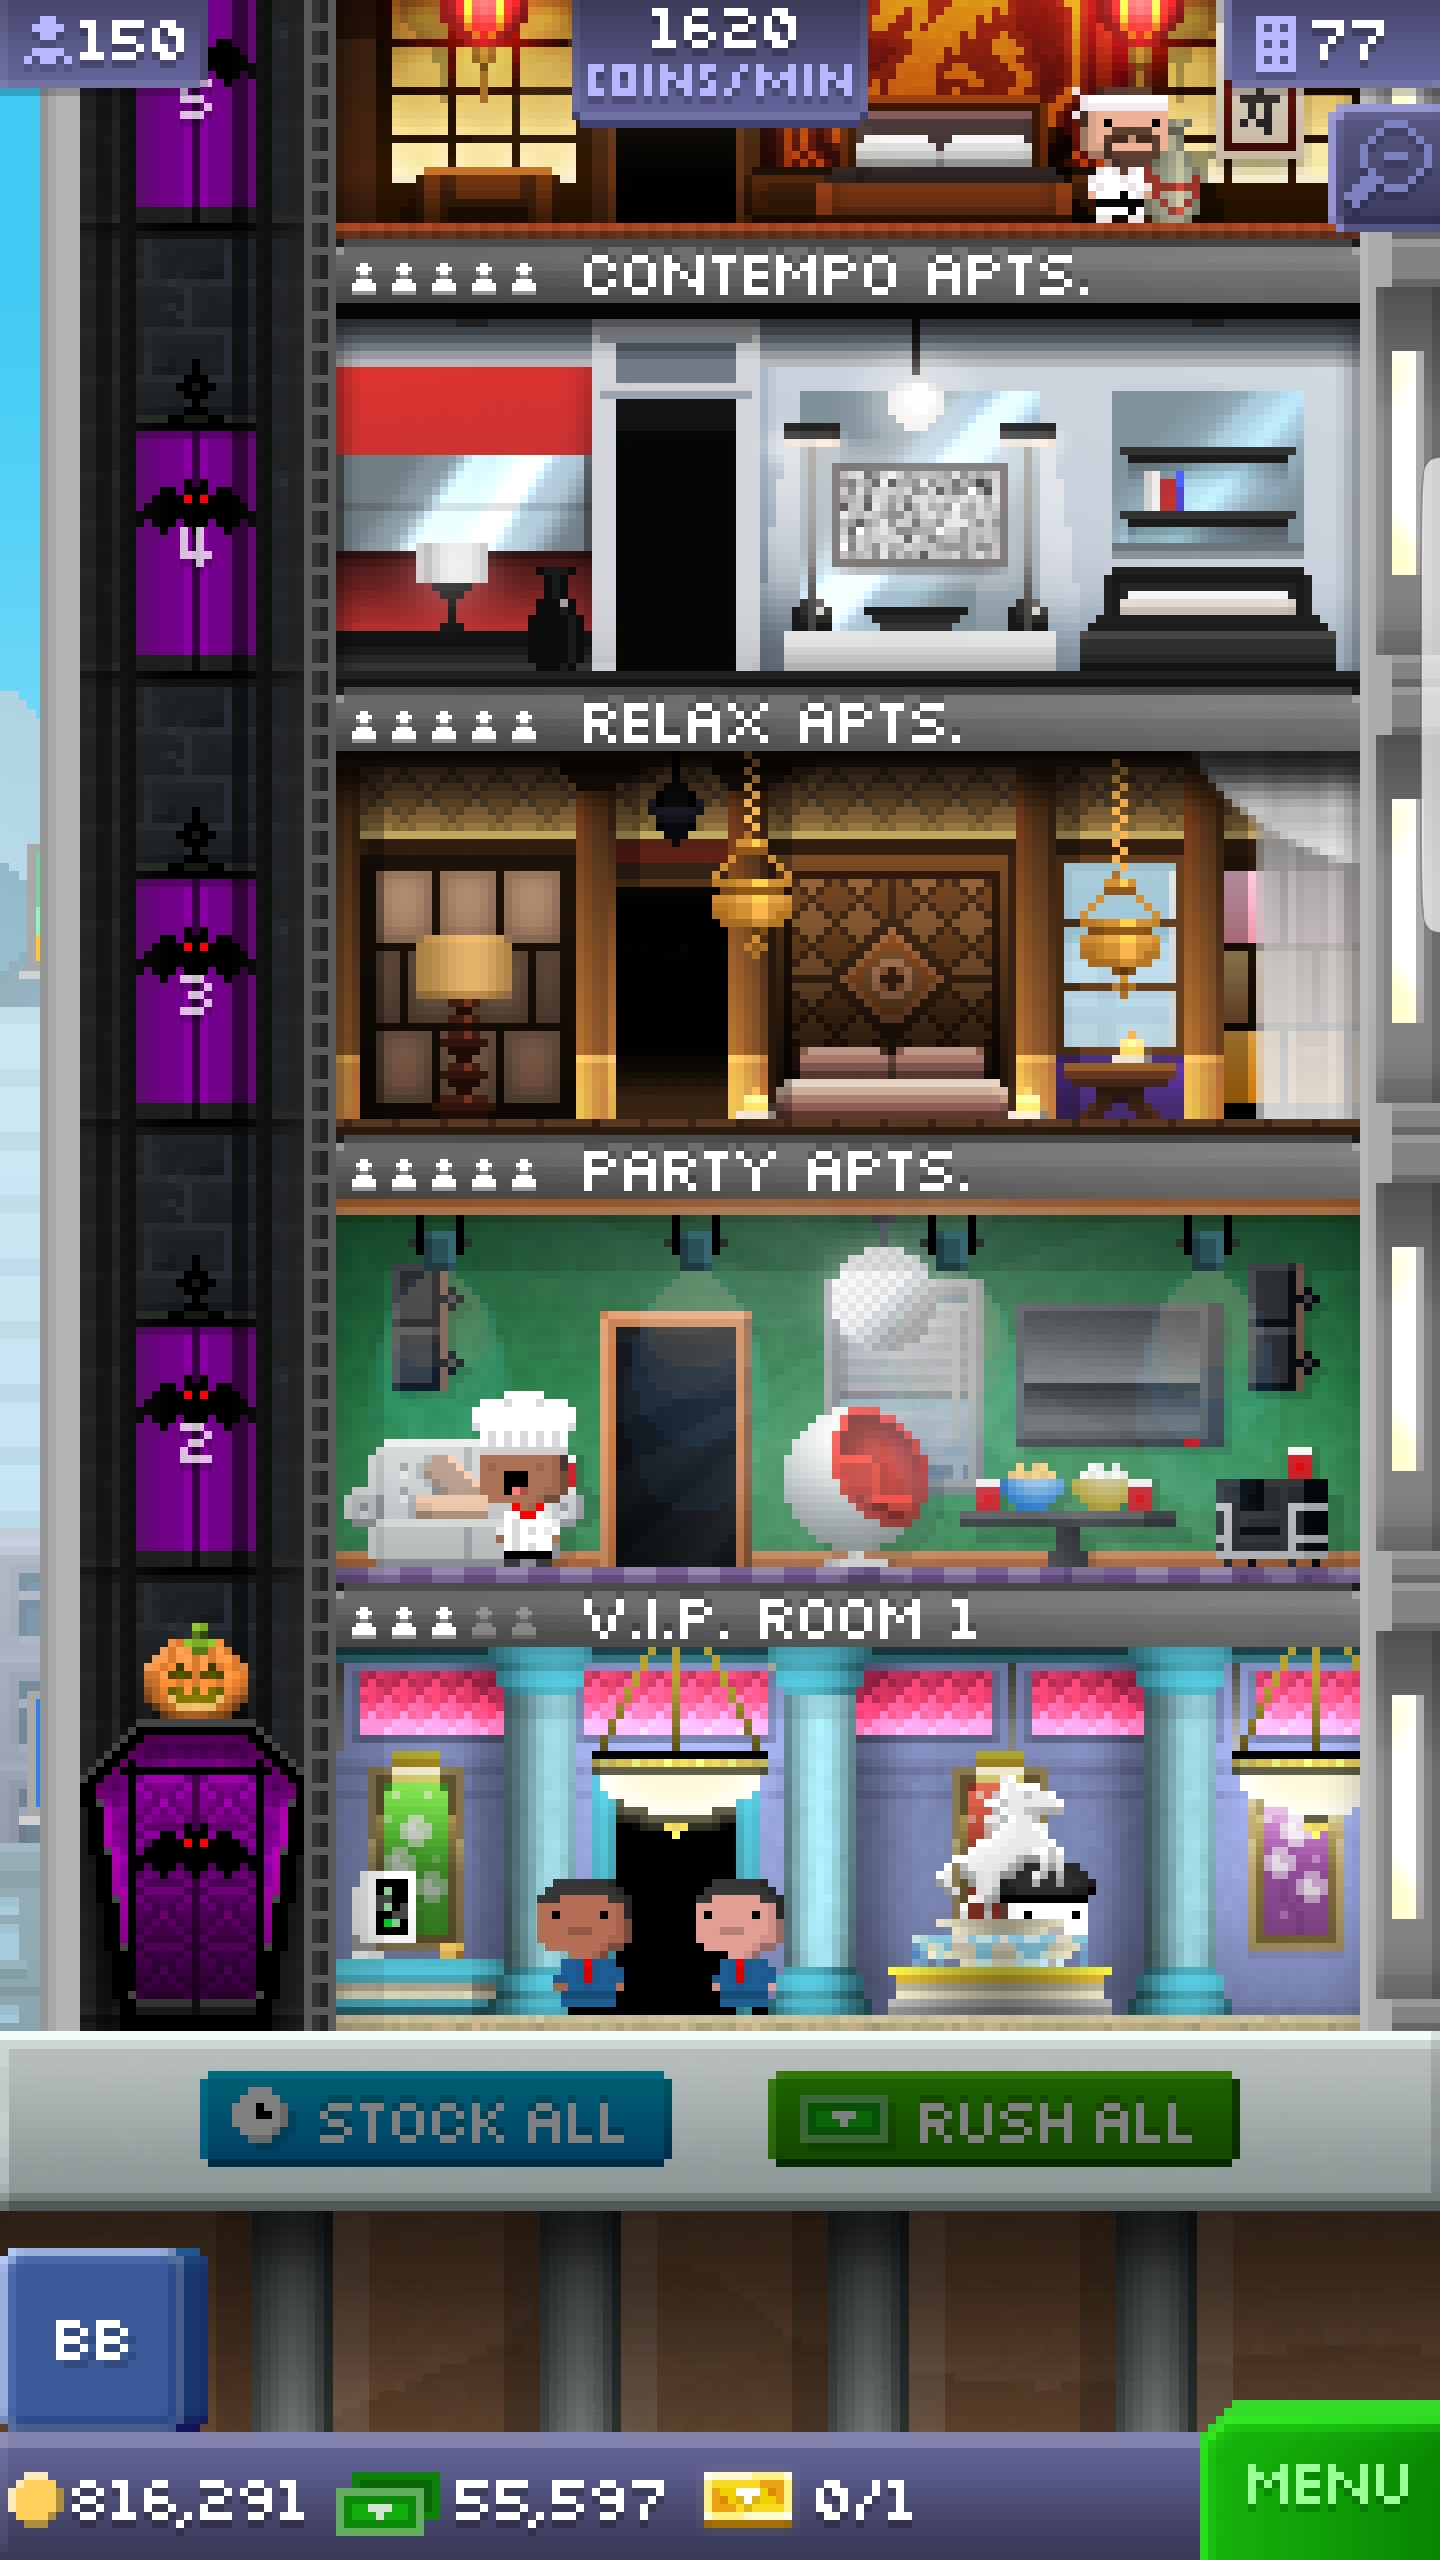 150
1620
COINS/MIN
77
5
CONTEMPO APTS.
4
RELAX APTS.
3
PARTY APTS.
2
V.I.P. ROOM 1
STOCK ALL
RUSH ALL
BB
816,291
55,597
0/1
MENU